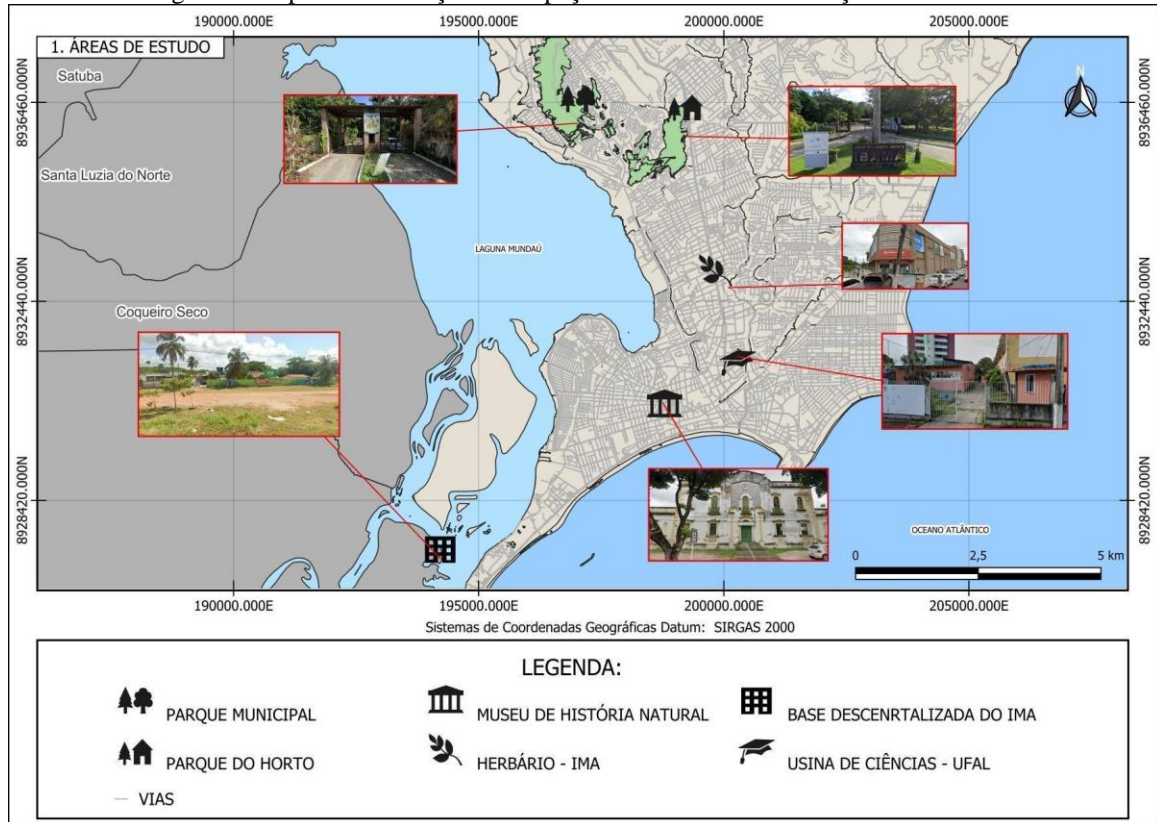 190000.000E 195000.000E 200000.000E 205000.000E
1. ÁREAS DE ESTUDO
Satuba
N
8936460.000N 8936460.000N
IBAMA
Santa Luzia do Norte
LAGUNA MUNDAÚ
8932440.000N 8932440.000N
Coqueiro Seco
8928420.000N 8928420.000N
OCEANO ATLÂNTICO
0 2,5 5 km
190000.000E 195000.000E 200000.000E 205000.000E
Sistemas de Coordenadas Geográficas Datum: SIRGAS 2000
LEGENDA:
PARQUE MUNICIPAL
MUSEU DE HISTÓRIA NATURAL
BASE DESCENRTALIZADA DO IMA
PARQUE DO HORTO
HERBÁRIO - IMA
USINA DE CIÊNCIAS - UFAL
VIAS